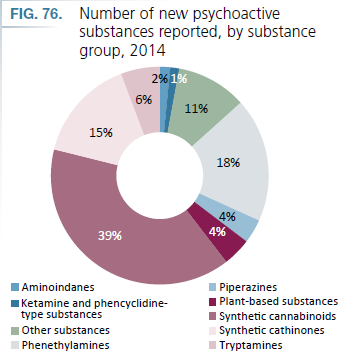 FIG. 76. Number of new psychoactive
substances reported, by substance
group, 2014
2%
1%
11%
18%
4%
4%
39%
15%
6%
Aminoindanes
Ketamine and phencyclidine-
type substances
Other substances
Phenethylamines
Piperazines
Plant-based substances
Synthetic cannabinoids
Synthetic cathinones
Tryptamines